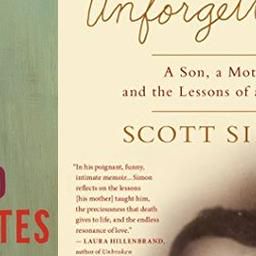 Unforgett
A Son, a Mot
and the Lessons of a
SCOTT SI
"In his poignant, funny,
intimate memoir... Simon
reflects on the lessons
[his mother] taught him,
the preciousness that death
gives to life, and the endless
resonance of love."
— LAURA HILLENBRAND,
author of Unbroken
TES